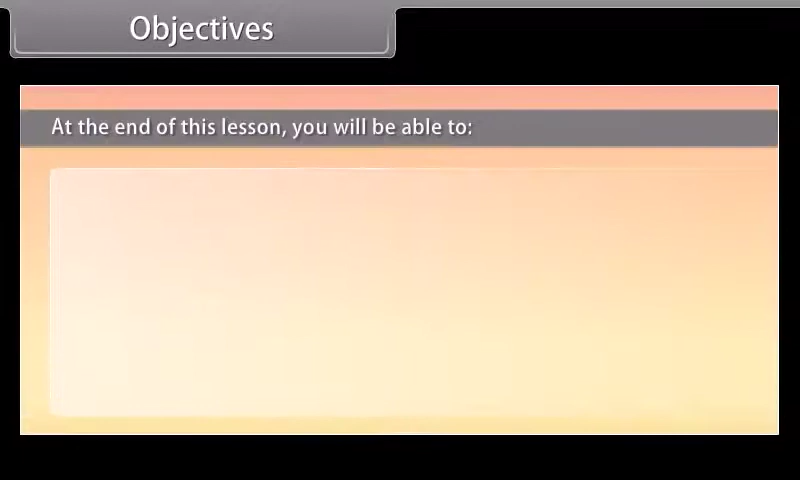 Objectives
At the end of this lesson, you will be able to: